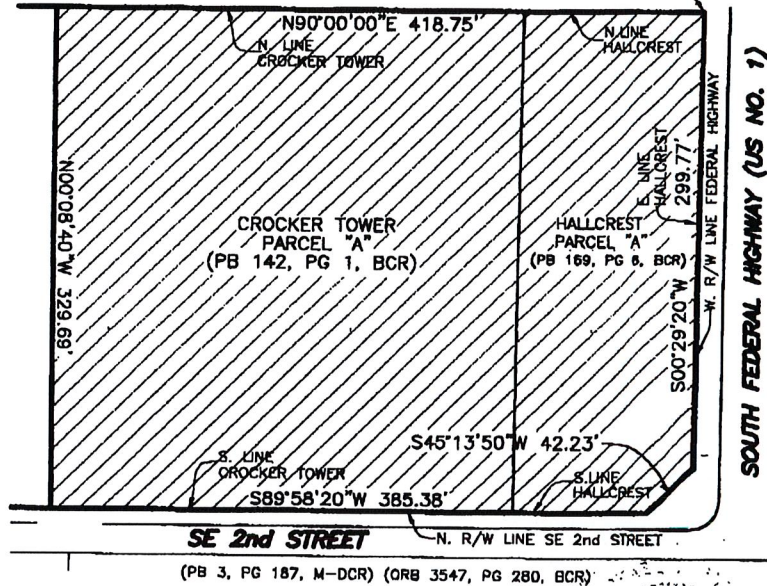 N90°00'00"E 418.75'
N. LINE
CROCKER TOWER
N. LINE
HALLCREST
N00°08'40"W 329.69'
CROCKER TOWER
PARCEL "A"
(PB 142, PG 1, BCR)
HALLCREST
PARCEL "A"
(PB 169, PG 6, BCR)
E. LINE
HALLCREST
299.77'
S00°29'20"W
W. R/W LINE FEDERAL HIGHWAY
SOUTH FEDERAL HIGHWAY (US NO. 1)
S45°13'50"W 42.23'
S. LINE
CROCKER TOWER
S89°58'20"W 385.38'
S. LINE
HALLCREST
SE 2nd STREET
N. R/W LINE SE 2nd STREET
(PB 3, PG 187, M-DCR) (ORB 3547, PG 280, BCR)